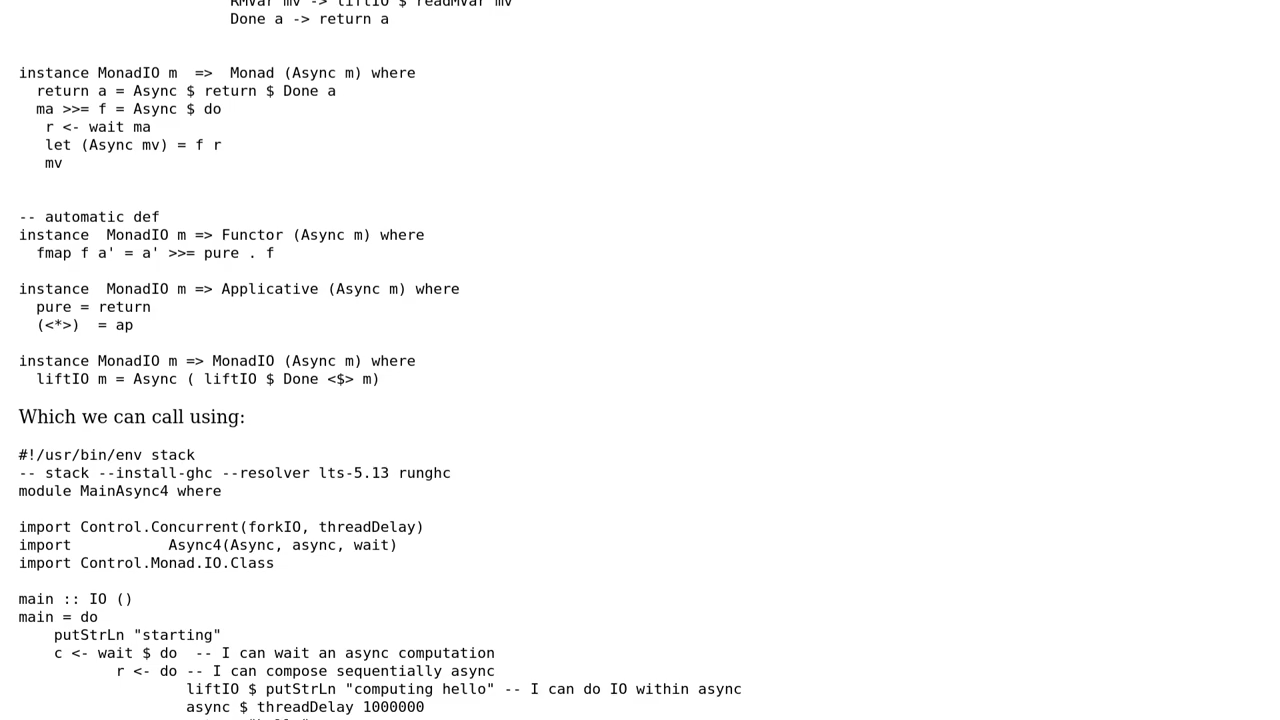 RMVar mv -> liftIO $ readMVar mv
Done a -> return a
instance MonadIO m  =>  Monad (Async m) where
  return a = Async $ return $ Done a
  ma >>= f = Async $ do
   r <- wait ma
   let (Async mv) = f r
   mv
-- automatic def
instance  MonadIO m => Functor (Async m) where
  fmap f a' = a' >>= pure . f
instance  MonadIO m => Applicative (Async m) where
  pure = return
  (<*>)  = ap
instance MonadIO m => MonadIO (Async m) where
  liftIO m = Async ( liftIO $ Done <$> m)
Which we can call using:
#!/usr/bin/env stack
-- stack --install-ghc --resolver lts-5.13 runghc
module MainAsync4 where
import Control.Concurrent(forkIO, threadDelay)
import           Async4(Async, async, wait)
import Control.Monad.IO.Class
main :: IO ()
main = do
    putStrLn "starting"
    c <- wait $ do  -- I can wait an async computation
           r <- do -- I can compose sequentially async
                   liftIO $ putStrLn "computing hello" -- I can do IO within async
                   async $ threadDelay 1000000